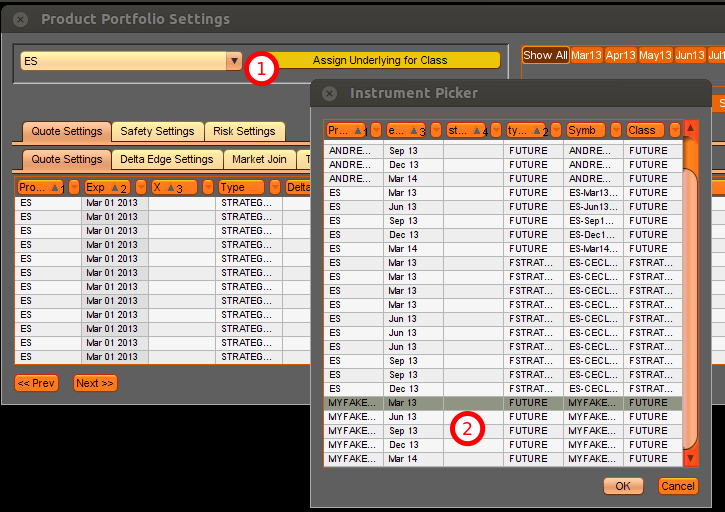 Product Portfolio Settings
ES
1
Assign Underlying for Class
Show All Mar13 Apr13 May13 Jun13 Jul1
S
Quote Settings Safety Settings Risk Settings
Quote Settings Delta Edge Settings Market Join T
Pro... 1 Exp 2 X 3 Type Delta
ES Mar 01 2013 STRATEG...
ES Mar 01 2013 STRATEG...
ES Mar 01 2013 STRATEG...
ES Mar 01 2013 STRATEG...
ES Mar 01 2013 STRATEG...
ES Mar 01 2013 STRATEG...
ES Mar 01 2013 STRATEG...
ES Mar 01 2013 STRATEG...
ES Mar 01 2013 STRATEG...
ES Mar 01 2013 STRATEG...
ES Mar 01 2013 STRATEG...
ES Mar 01 2013 STRATEG...
<< Prev Next >>
Instrument Picker
Pr... 1 e... 3 st... 4 ty... 2 Symb Class
ANDRE... Sep 13 FUTURE ANDRE... FUTURE
ANDRE... Dec 13 FUTURE ANDRE... FUTURE
ANDRE... Mar 14 FUTURE ANDRE... FUTURE
ES Mar 13 FUTURE ES-Mar13... FUTURE
ES Jun 13 FUTURE ES-Jun13... FUTURE
ES Sep 13 FUTURE ES-Sep1... FUTURE
ES Dec 13 FUTURE ES-Dec1... FUTURE
ES Mar 14 FUTURE ES-Mar14... FUTURE
ES Mar 13 FSTRAT... ES-CECL... FSTRAT...
ES Mar 13 FSTRAT... ES-CECL... FSTRAT...
ES Mar 13 FSTRAT... ES-CECL... FSTRAT...
ES Mar 13 FSTRAT... ES-CECL... FSTRAT...
ES Jun 13 FSTRAT... ES-CECL... FSTRAT...
ES Jun 13 FSTRAT... ES-CECL... FSTRAT...
ES Jun 13 FSTRAT... ES-CECL... FSTRAT...
ES Sep 13 FSTRAT... ES-CECL... FSTRAT...
ES Sep 13 FSTRAT... ES-CECL... FSTRAT...
ES Dec 13 FSTRAT... ES-CECL... FSTRAT...
MYFAKE... Mar 13 FUTURE MYFAKE... FUTURE
MYFAKE... Jun 13 FUTURE MYFAKE... FUTURE
MYFAKE... Sep 13 FUTURE MYFAKE... FUTURE
MYFAKE... Dec 13 FUTURE MYFAKE... FUTURE
MYFAKE... Mar 14 FUTURE MYFAKE... FUTURE
2
OK Cancel